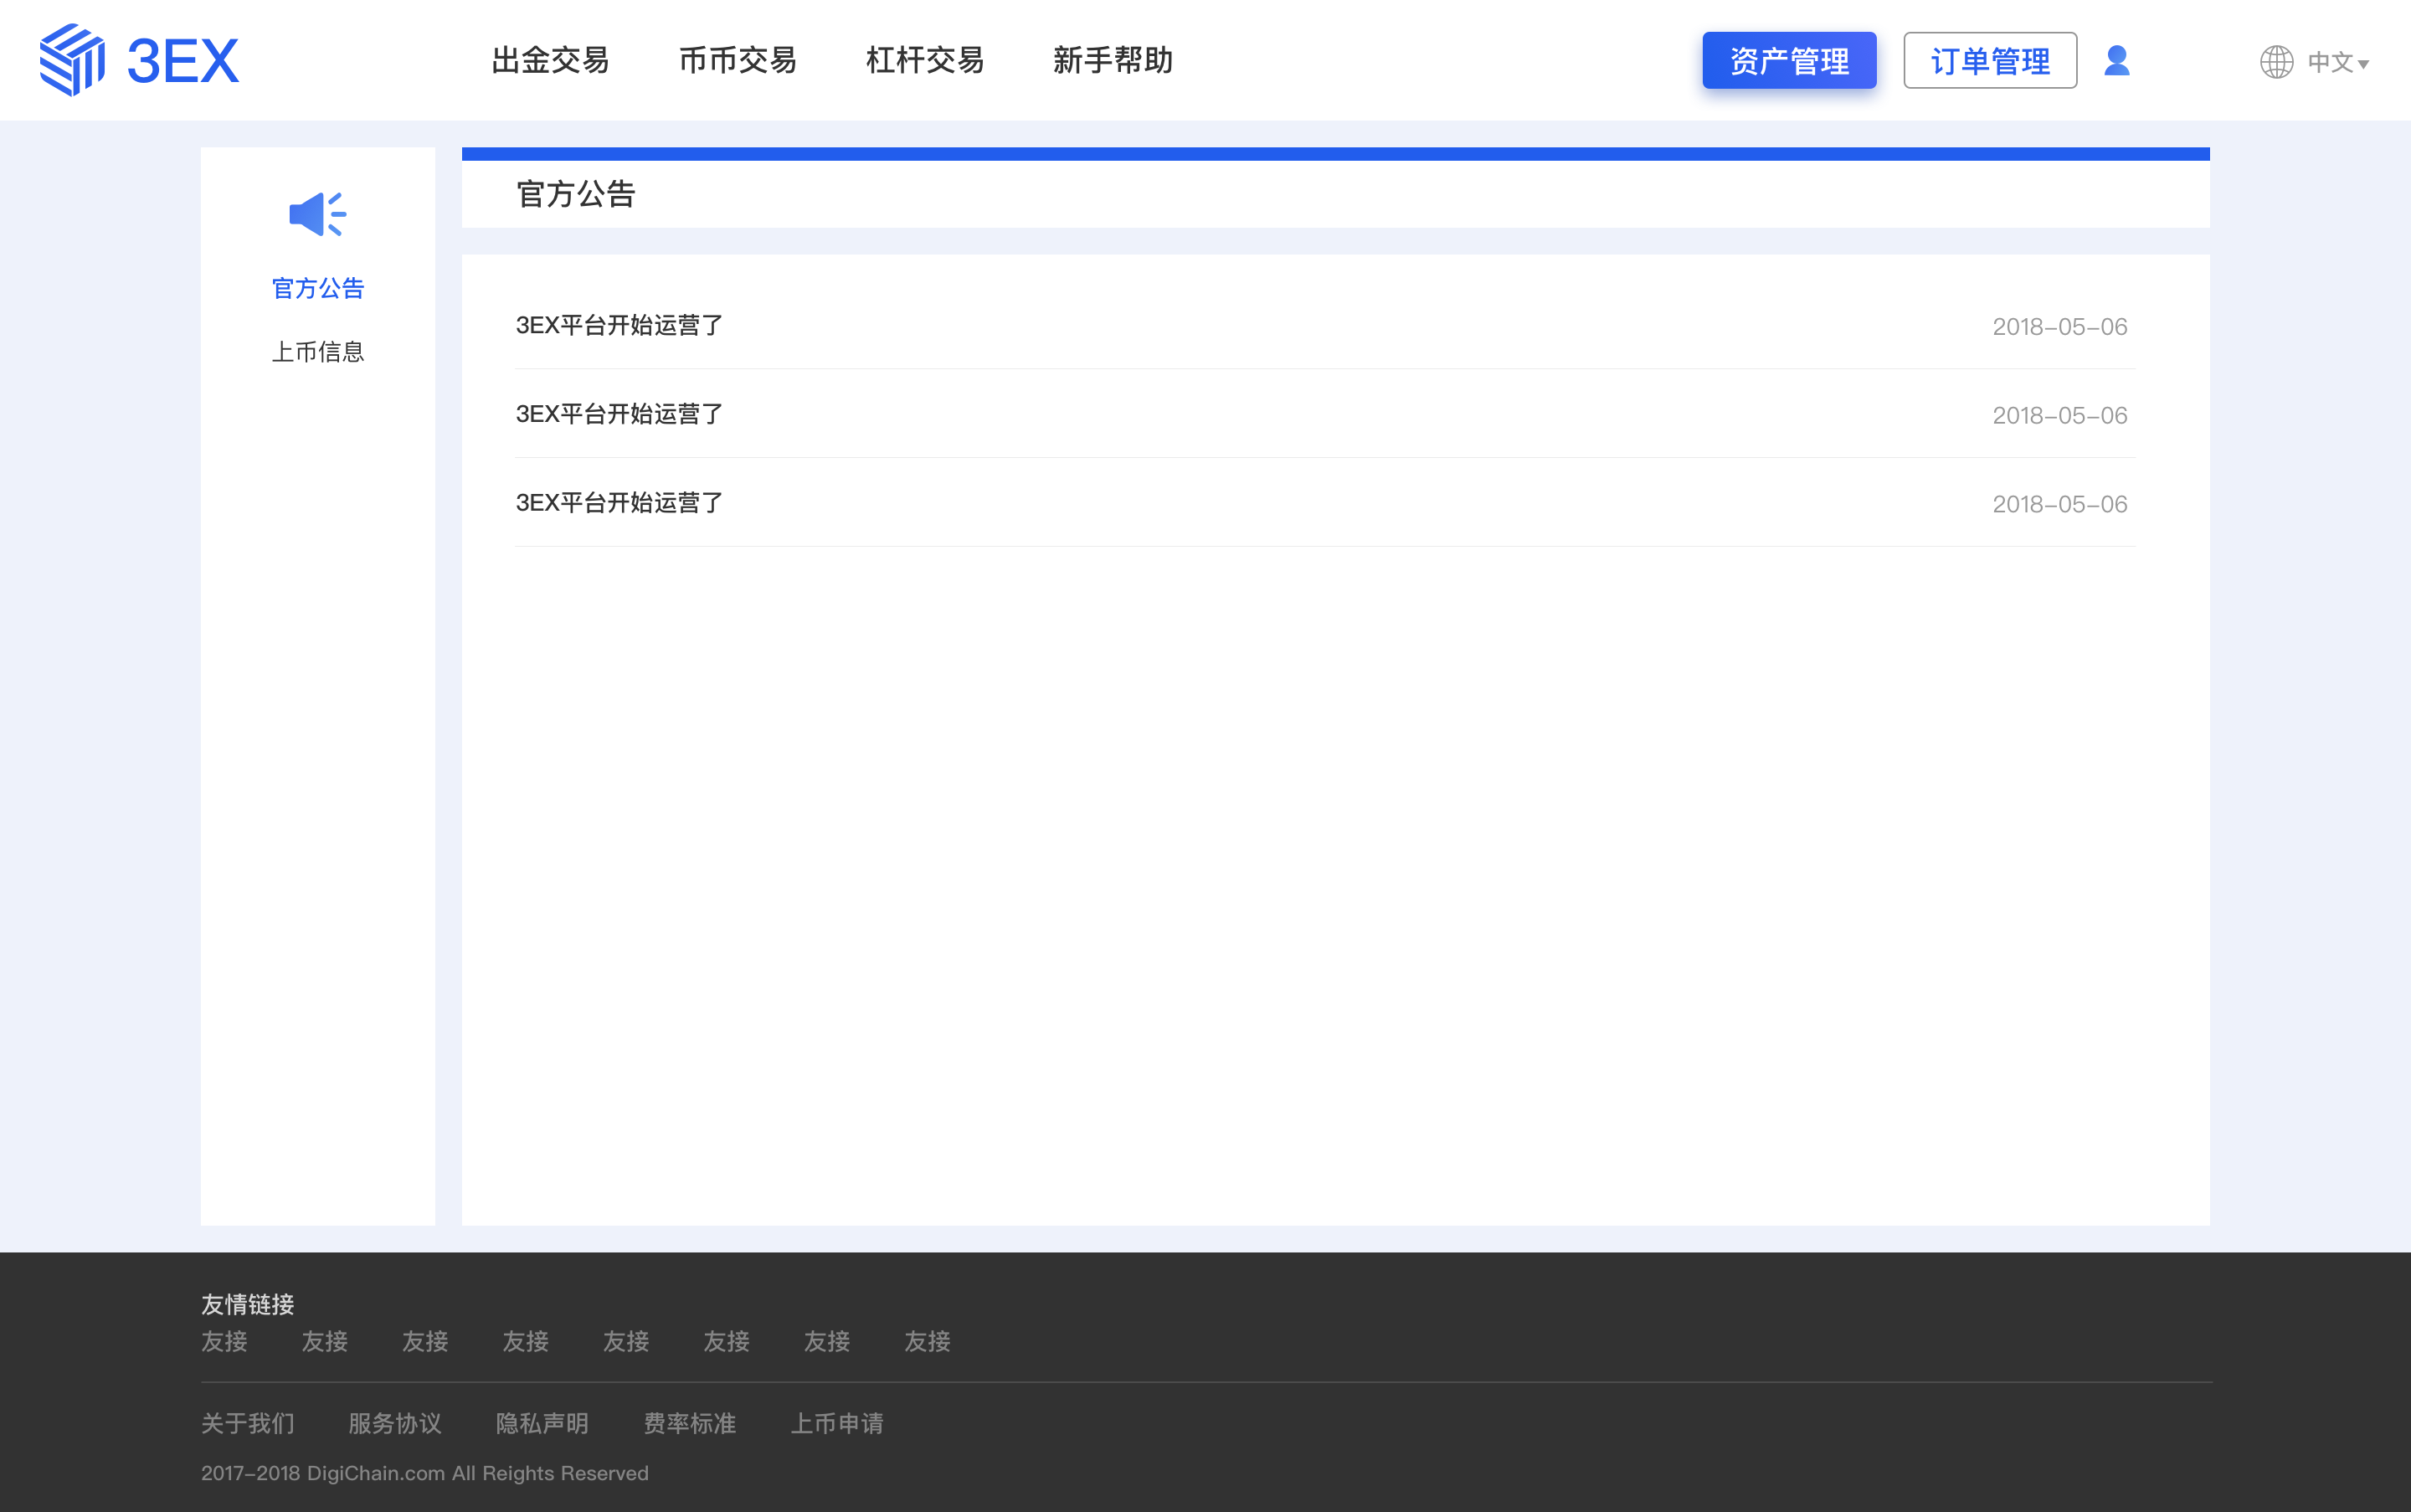 3EX 出金交易 币币交易 杠杆交易 新手帮助 资产管理 订单管理 中文
官方公告
官方公告
上币信息
3EX平台开始运营了 2018-05-06
3EX平台开始运营了 2018-05-06
3EX平台开始运营了 2018-05-06
友情链接
友接 友接 友接 友接 友接 友接 友接 友接
关于我们 服务协议 隐私声明 费率标准 上币申请
2017-2018 DigiChain.com All Reights Reserved